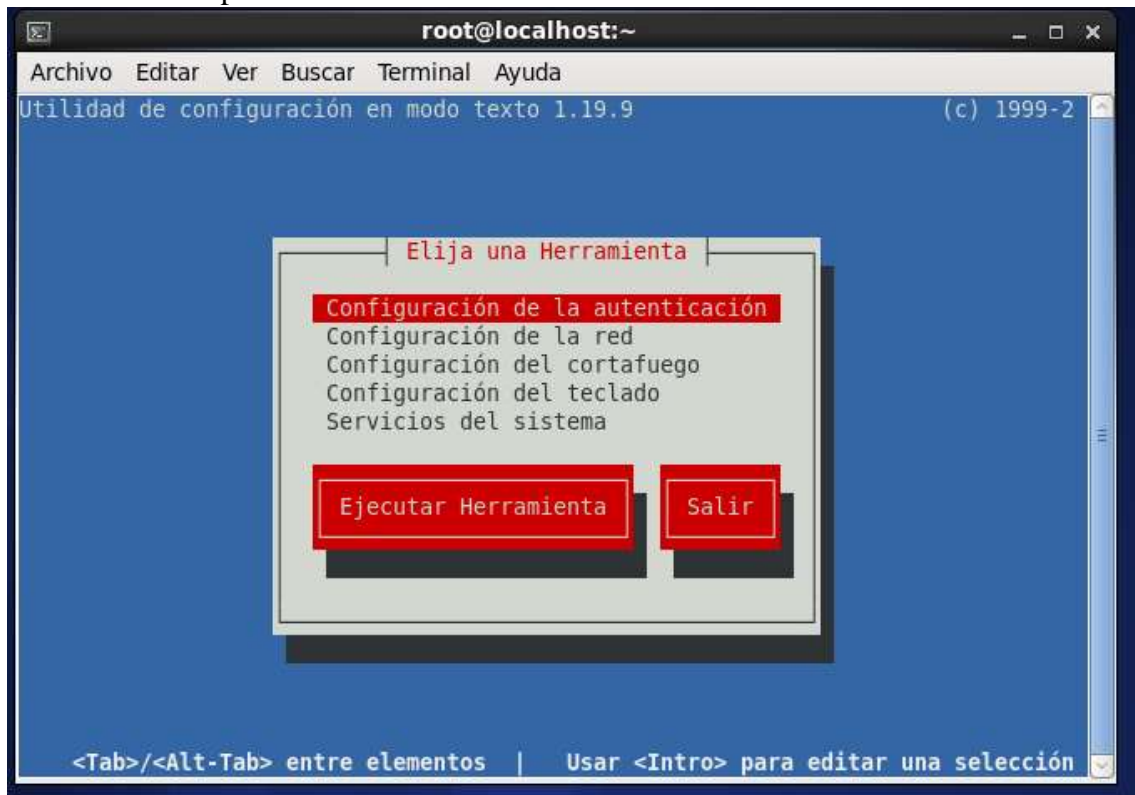 root@localhost:~
Archivo Editar Ver Buscar Terminal Ayuda
Utilidad de configuración en modo texto 1.19.9 (c) 1999-2
Elija una Herramienta
Configuración de la autenticación
Configuración de la red
Configuración del cortafuego
Configuración del teclado
Servicios del sistema
Ejecutar Herramienta Salir
<Tab>/<Alt-Tab> entre elementos | Usar <Intro> para editar una selección